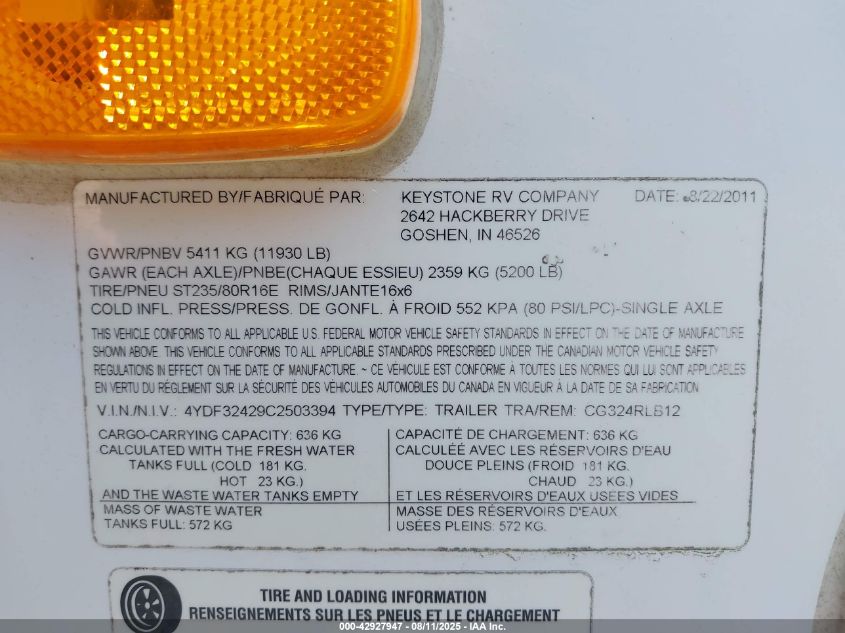 MANUFACTURED BY/FABRIQUÉ PAR: KEYSTONE RV COMPANY DATE: 8/22/2011
2642 HACKBERRY DRIVE
GOSHEN, IN 46526
GVWR/PNBV 5411 KG (11930 LB)
GAWR (EACH AXLE)/PNBE(CHAQUE ESSIEU) 2359 KG (5200 LB)
TIRE/PNEU ST235/80R16E RIMS/JANTE16x6
COLD INFL. PRESS/PRESS. DE GONFL. À FROID 552 KPA (80 PSI/LPC)-SINGLE AXLE
THIS VEHICLE CONFORMS TO ALL APPLICABLE U.S. FEDERAL MOTOR VEHICLE SAFETY STANDARDS IN EFFECT ON THE DATE OF MANUFACTURE
SHOWN ABOVE. THIS VEHICLE CONFORMS TO ALL APPLICABLE STANDARDS PRESCRIBED UNDER THE CANADIAN MOTOR VEHICLE SAFETY
REGULATIONS IN EFFECT ON THE DATE OF MANUFACTURE. ~ CE VÉHICULE EST CONFORME À TOUTES LES NORMES QUI LUI SONT APPLICABLES
EN VERTU DU RÉGLEMENT SUR LA SÉCURITÉ DES VÉHICULES AUTOMOBILES DU CANADA EN VIGUEUR À LA DATE DE SA FABRICATION
V.I.N./N.I.V.: 4YDF32429C2503394 TYPE/TYPE: TRAILER TRA/REM: CG324RLB12
CARGO-CARRYING CAPACITY: 636 KG
CALCULATED WITH THE FRESH WATER
TANKS FULL (COLD 181 KG.
HOT 23 KG.)
AND THE WASTE WATER TANKS EMPTY
MASS OF WASTE WATER
TANKS FULL: 572 KG
CAPACITÉ DE CHARGEMENT: 636 KG
CALCULÉE AVEC LES RÉSERVOIRS D'EAU
DOUCE PLEINS (FROID 181 KG.
CHAUD 23 KG.)
ET LES RÉSERVOIRS D'EAUX USEES VIDES
MASSE DES RÉSERVOIRS D'EAUX
USÉES PLEINS: 572 KG.
TIRE AND LOADING INFORMATION
RENSEIGNEMENTS SUR LES PNEUS ET LE CHARGEMENT
000-42927947 - 08/11/2025 - IAA Inc.